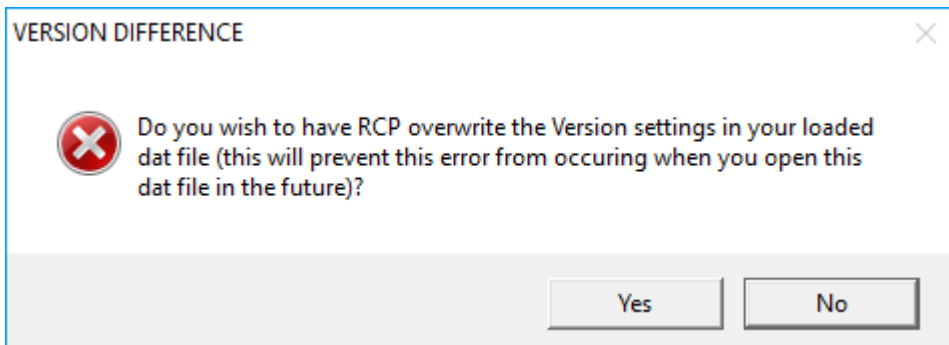 VERSION DIFFERENCE
Do you wish to have RCP overwrite the Version settings in your loaded
dat file (this will prevent this error from occuring when you open this
dat file in the future)?
Yes
No